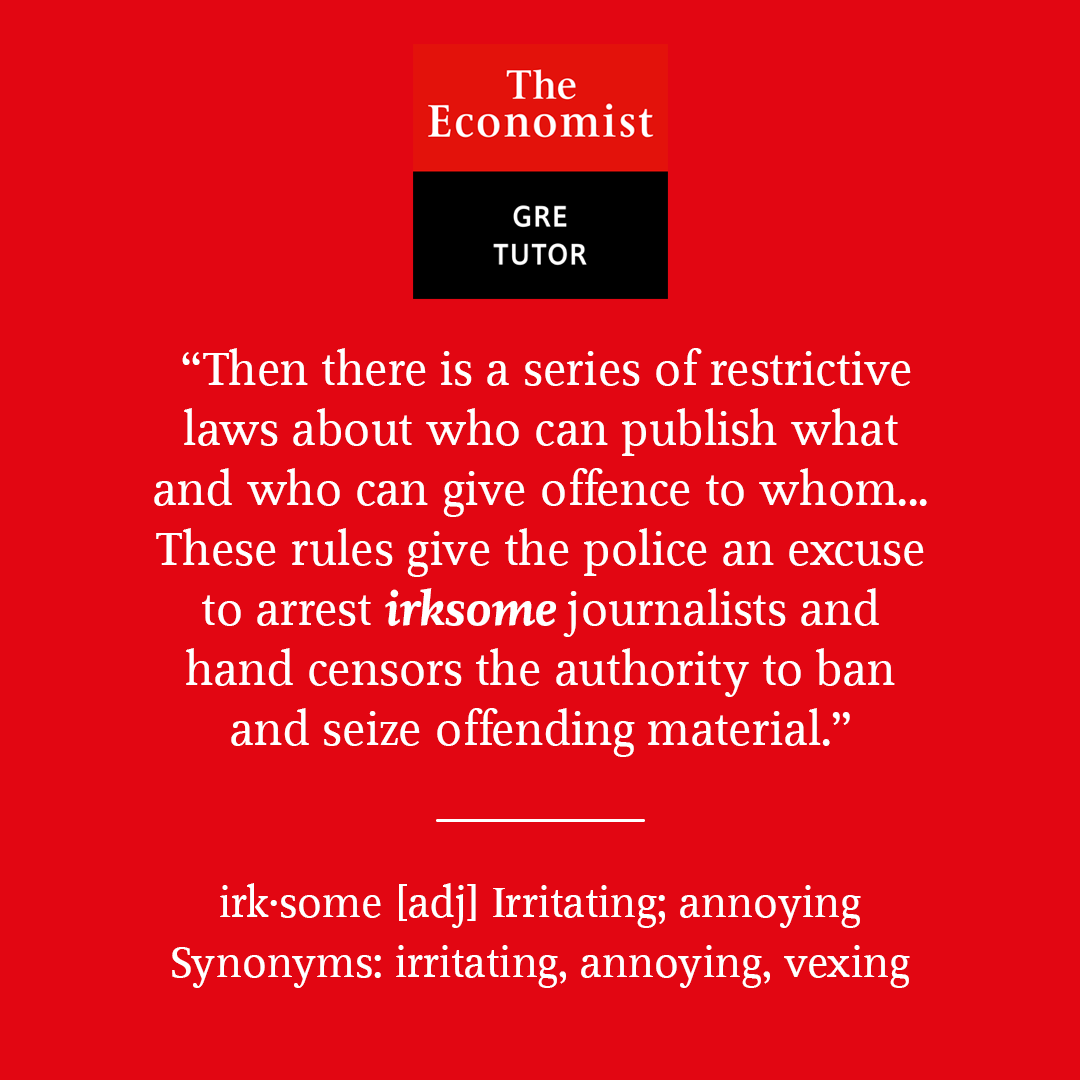 The
Economist
GRE
TUTOR
“Then there is a series of restrictive
laws about who can publish what
and who can give offence to whom...
These rules give the police an excuse
to arrest irksome journalists and
hand censors the authority to ban
and seize offending material.”
irk·some [adj] Irritating; annoying
Synonyms: irritating, annoying, vexing